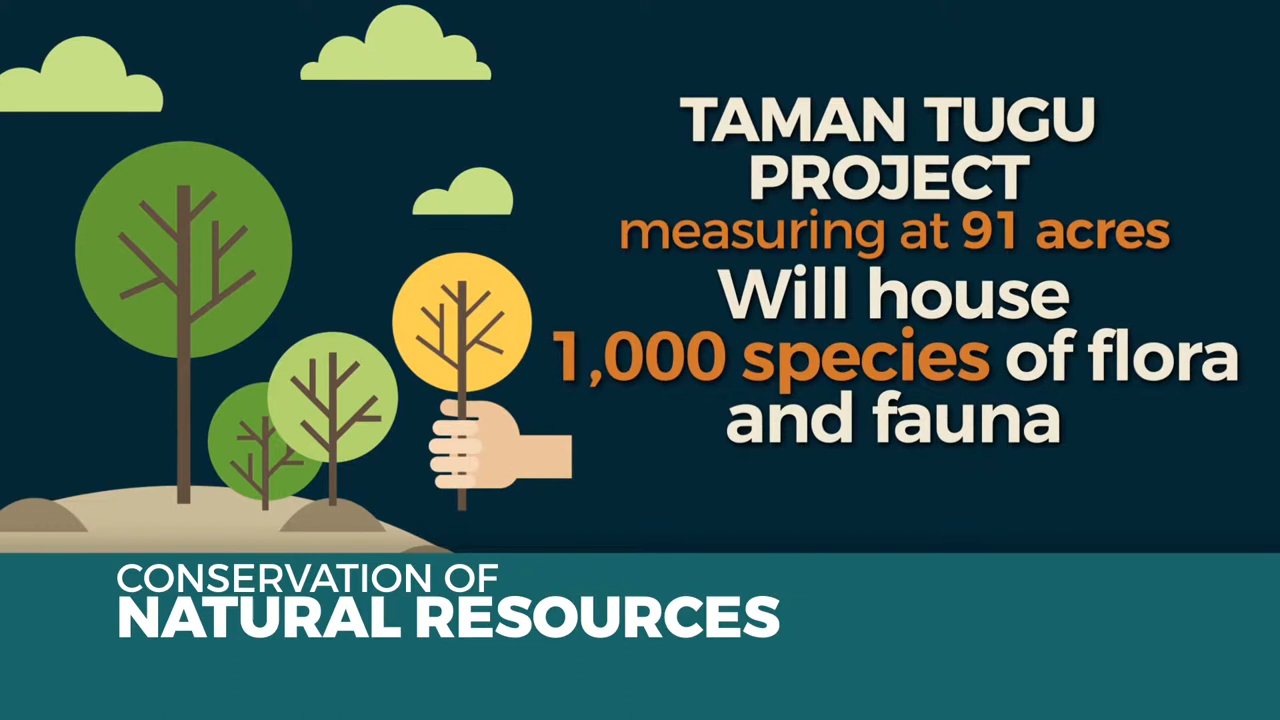 TAMAN TUGU
PROJECT
measuring at 91 acres
Will house
1,000 species of flora
and fauna
CONSERVATION OF
NATURAL RESOURCES